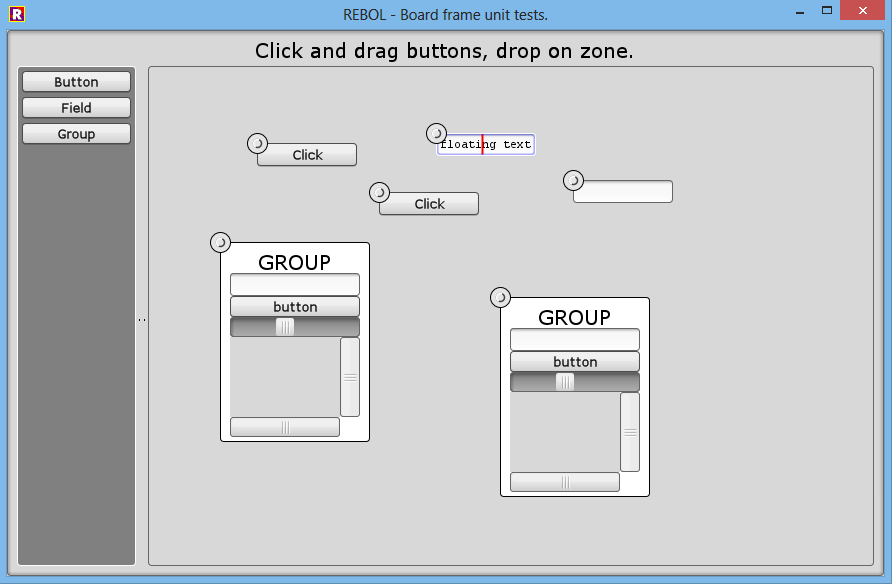 R
REBOL - Board frame unit tests.
Click and drag buttons, drop on zone.
Button
Field
Group
Click
floating text
Click
GROUP
button
GROUP
button